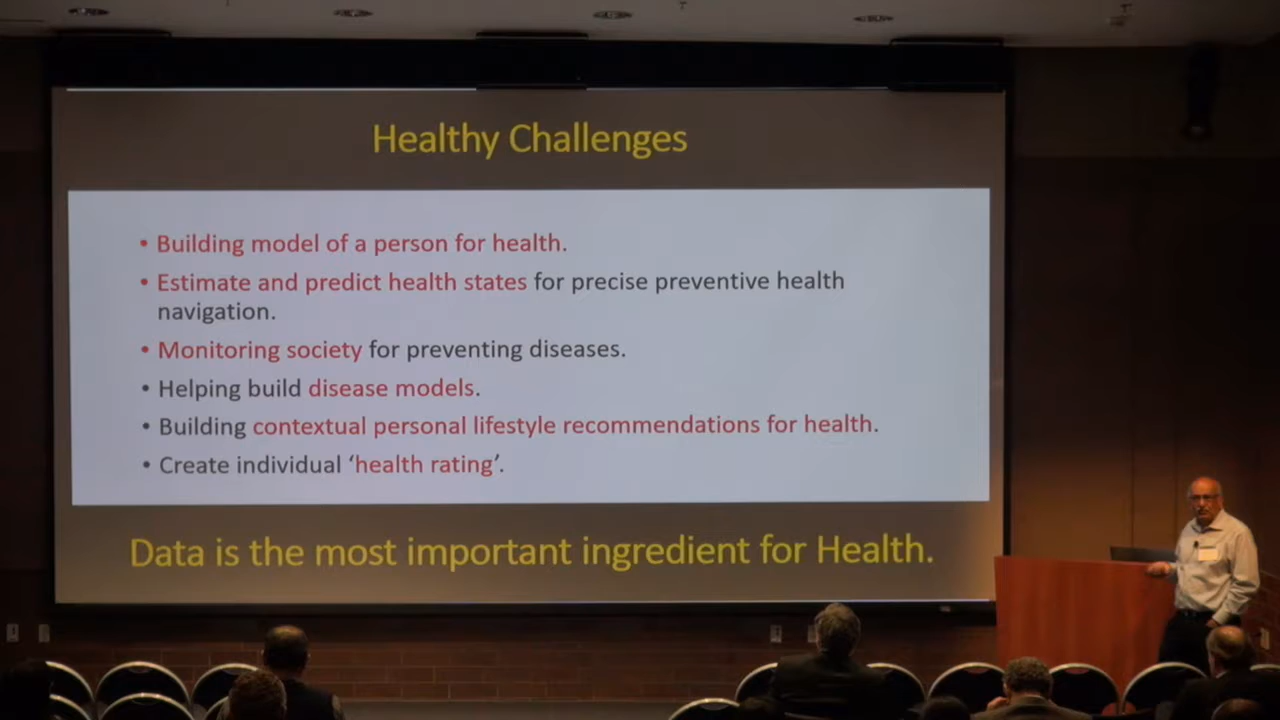 Healthy Challenges
• Building model of a person for health.
• Estimate and predict health states for precise preventive health
navigation.
• Monitoring society for preventing diseases.
• Helping build disease models.
• Building contextual personal lifestyle recommendations for health.
• Create individual ‘health rating’.
Data is the most important ingredient for Health.